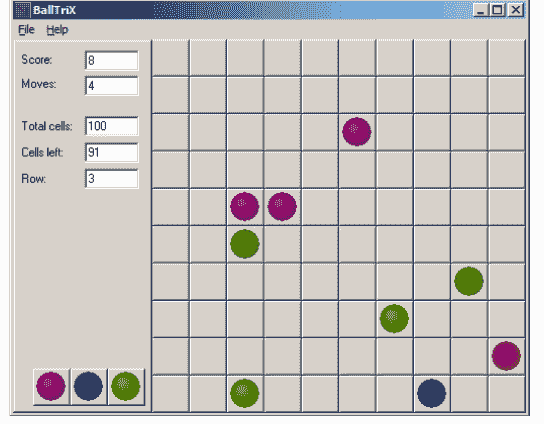 BallTriX
File Help
Score: 8
Moves: 4
Total cells: 100
Cells left: 91
Row: 3